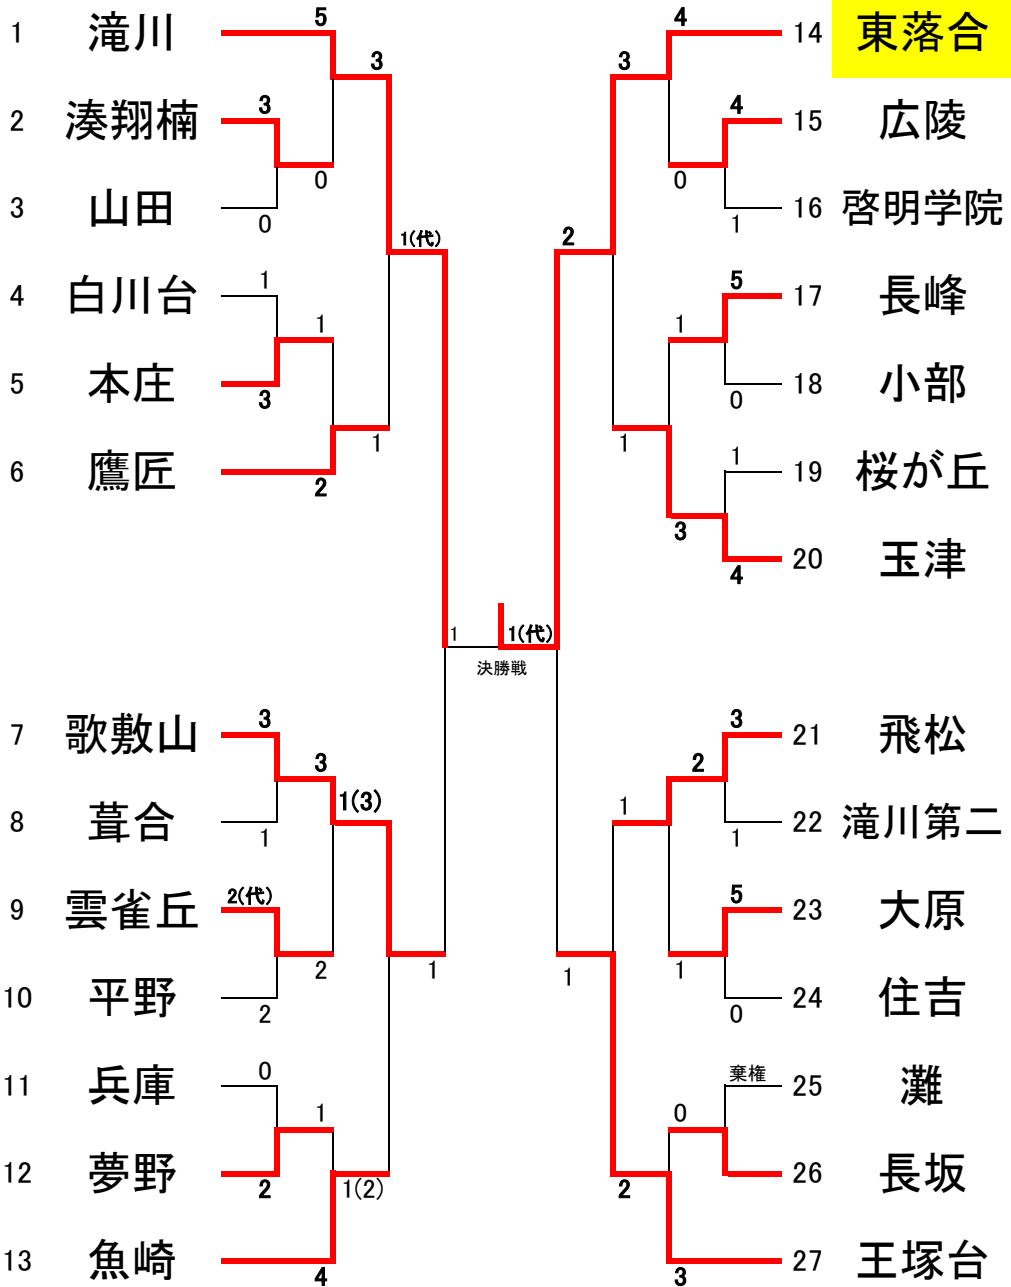 1 滝川 5
3
2 湊翔楠 3
0
3 山田 0
1(代)
4 白川台 1
1
5 本庄 3
1
6 鷹匠 2
4 14 東落合
3
4 15 広陵
0
1 16 啓明学院
2
5 17 長峰
1
0 18 小部
1
1 19 桜が丘
3
4 20 玉津
1 1(代)
決勝戦
7 歌敷山 3
3
1(3)
8 葺合 1
9 雲雀丘 2(代)
2
1
10 平野 2
11 兵庫 0
1
12 夢野 2
1(2)
13 魚崎 4
3 21 飛松
2
1
1 22 滝川第二
5 23 大原
1
1
0 24 住吉
棄権 25 灘
0
26 長坂
2
3 27 王塚台